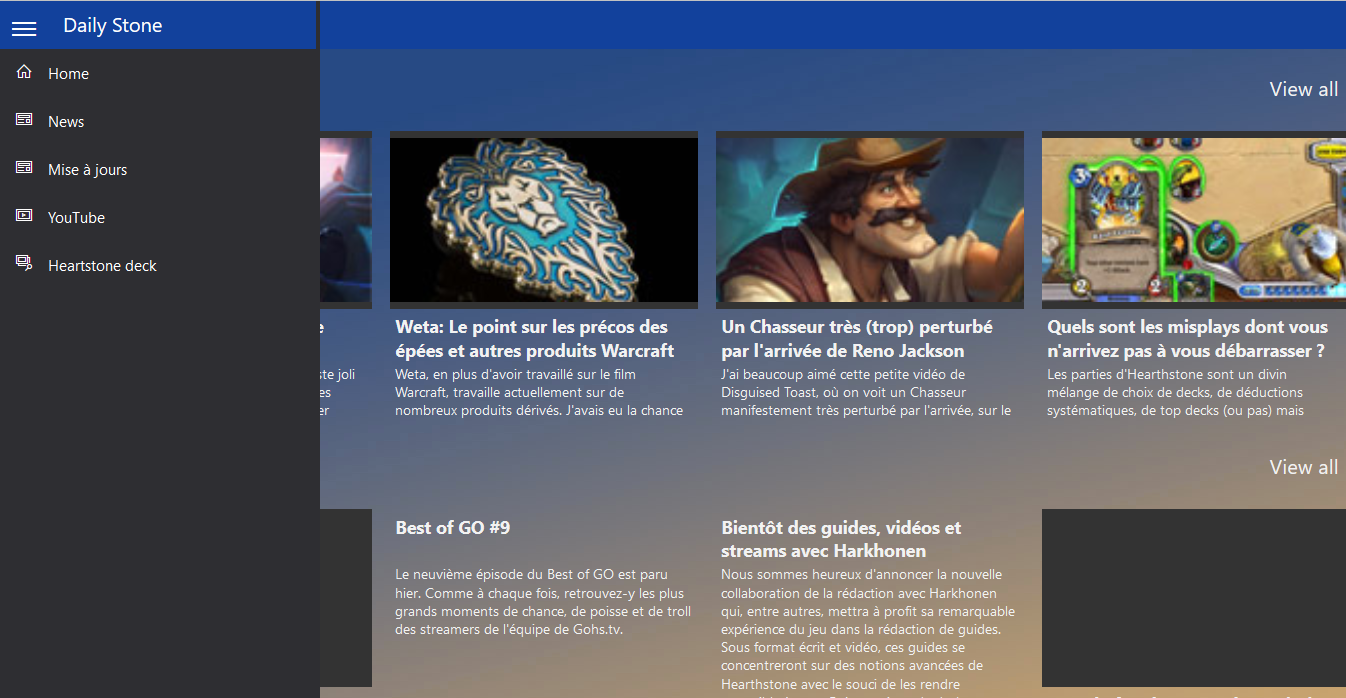 Daily Stone
Home
News
Mise à jours
YouTube
Heartstone deck
View all
e
ste joli
es
er
Weta: Le point sur les précos des
épées et autres produits Warcraft
Weta, en plus d'avoir travaillé sur le film
Warcraft, travaille actuellement sur de
nombreux produits dérivés. J'avais eu la chance
Un Chasseur très (trop) perturbé
par l'arrivée de Reno Jackson
J'ai beaucoup aimé cette petite vidéo de
Disguised Toast, où on voit un Chasseur
manifestement très perturbé par l'arrivée, sur le
3
2
2
Quels sont les misplays dont vous
n'arrivez pas à vous débarrasser ?
Les parties d'Hearthstone sont un divin
mélange de choix de decks, de déductions
systématiques, de top decks (ou pas) mais
View all
Best of GO #9
Le neuvième épisode du Best of GO est paru
hier. Comme à chaque fois, retrouvez-y les plus
grands moments de chance, de poisse et de troll
des streamers de l'équipe de Gohs.tv.
Bientôt des guides, vidéos et
streams avec Harkhonen
Nous sommes heureux d'annoncer la nouvelle
collaboration de la rédaction avec Harkhonen
qui, entre autres, mettra à profit sa remarquable
expérience du jeu dans la rédaction de guides.
Sous format écrit et vidéo, ces guides se
concentreront sur des notions avancées de
Hearthstone avec le souci de les rendre